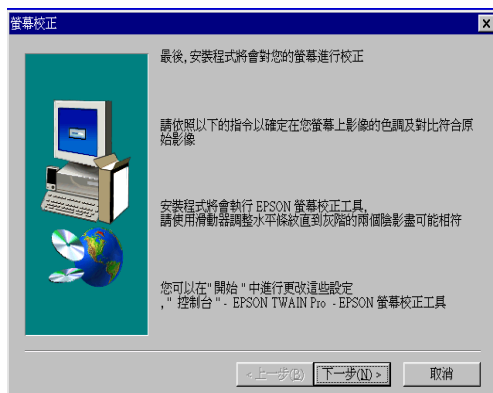 螢幕校正
最後,安裝程式將會對您的螢幕進行校正
請依照以下的指令以確定在您螢幕上影像的色調及對比符合原
始影像
安裝程式將會執行 EPSON 螢幕校正工具,
請使用滑動器調整水平條紋直到灰階的兩個陰影盡可能相符
您可以在"開始 "中進行更改這些設定
," 控制台 "- EPSON TWAIN Pro - EPSON 螢幕校正工具
<上一步(B) 下一步(N)> 取消